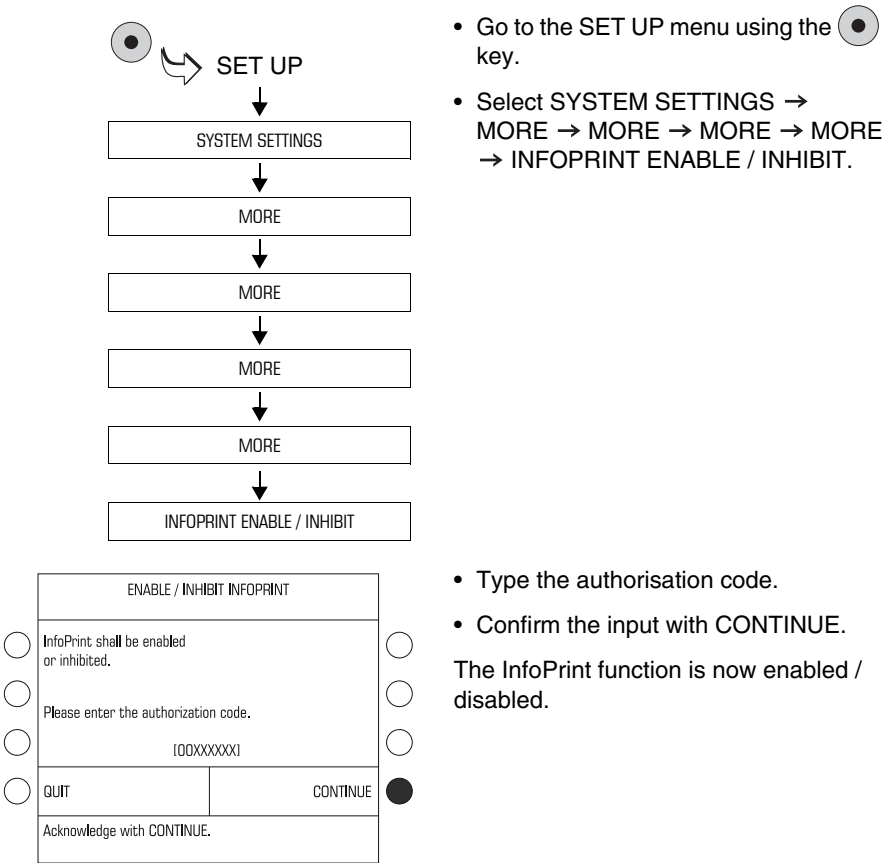 SET UP
SYSTEM SETTINGS
MORE
MORE
MORE
MORE
INFOPRINT ENABLE / INHIBIT
• Go to the SET UP menu using the
key.
• Select SYSTEM SETTINGS →
MORE → MORE → MORE → MORE
→ INFOPRINT ENABLE / INHIBIT.
ENABLE / INHIBIT INFOPRINT
InfoPrint shall be enabled
or inhibited.
Please enter the authorization code.
[00XXXXXX]
QUIT
CONTINUE
Acknowledge with CONTINUE.
• Type the authorisation code.
• Confirm the input with CONTINUE.
The InfoPrint function is now enabled /
disabled.